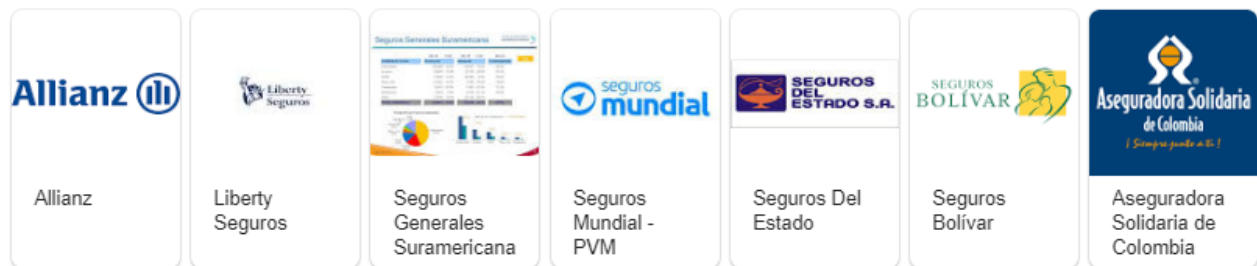 Allianz
Liberty
Seguros
Seguros Generales Suramericana
seguros
mundial
SEGUROS
DEL
ESTADO S.A.
SEGUROS
BOLÍVAR
Aseguradora Solidaria
de Colombia
¡ Siempre junto a ti !
Allianz
Liberty
Seguros
Seguros
Generales
Suramericana
Seguros
Mundial -
PVM
Seguros Del
Estado
Seguros
Bolívar
Aseguradora
Solidaria de
Colombia